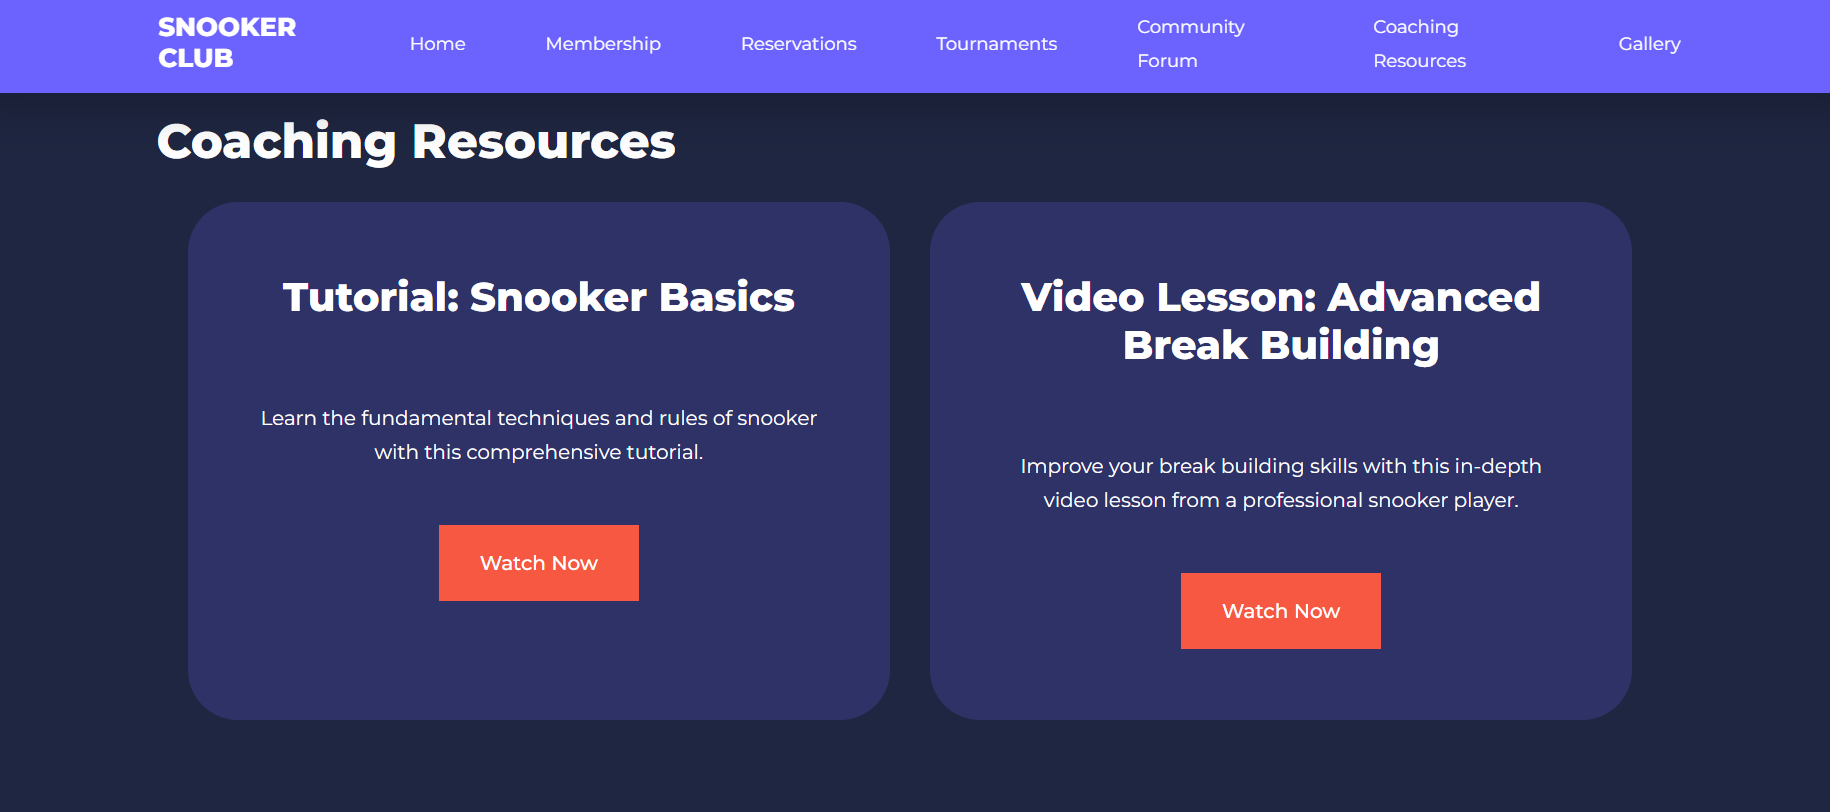 SNOOKER
CLUB
Home
Membership
Reservations
Tournaments
Community
Forum
Coaching
Resources
Gallery
Coaching Resources
Tutorial: Snooker Basics
Learn the fundamental techniques and rules of snooker
with this comprehensive tutorial.
Watch Now
Video Lesson: Advanced
Break Building
Improve your break building skills with this in-depth
video lesson from a professional snooker player.
Watch Now